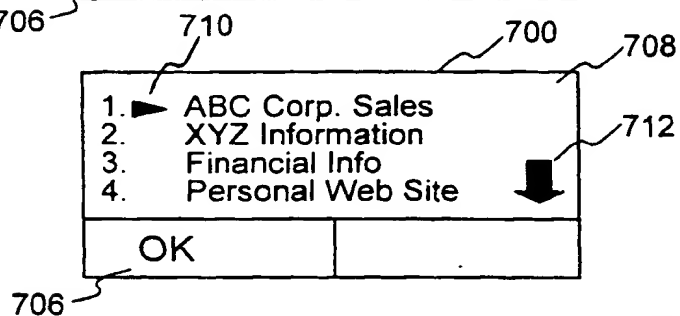 706
710
700
708
1. ABC Corp. Sales
2. XYZ Information
712
3. Financial Info
4. Personal Web Site
OK
706